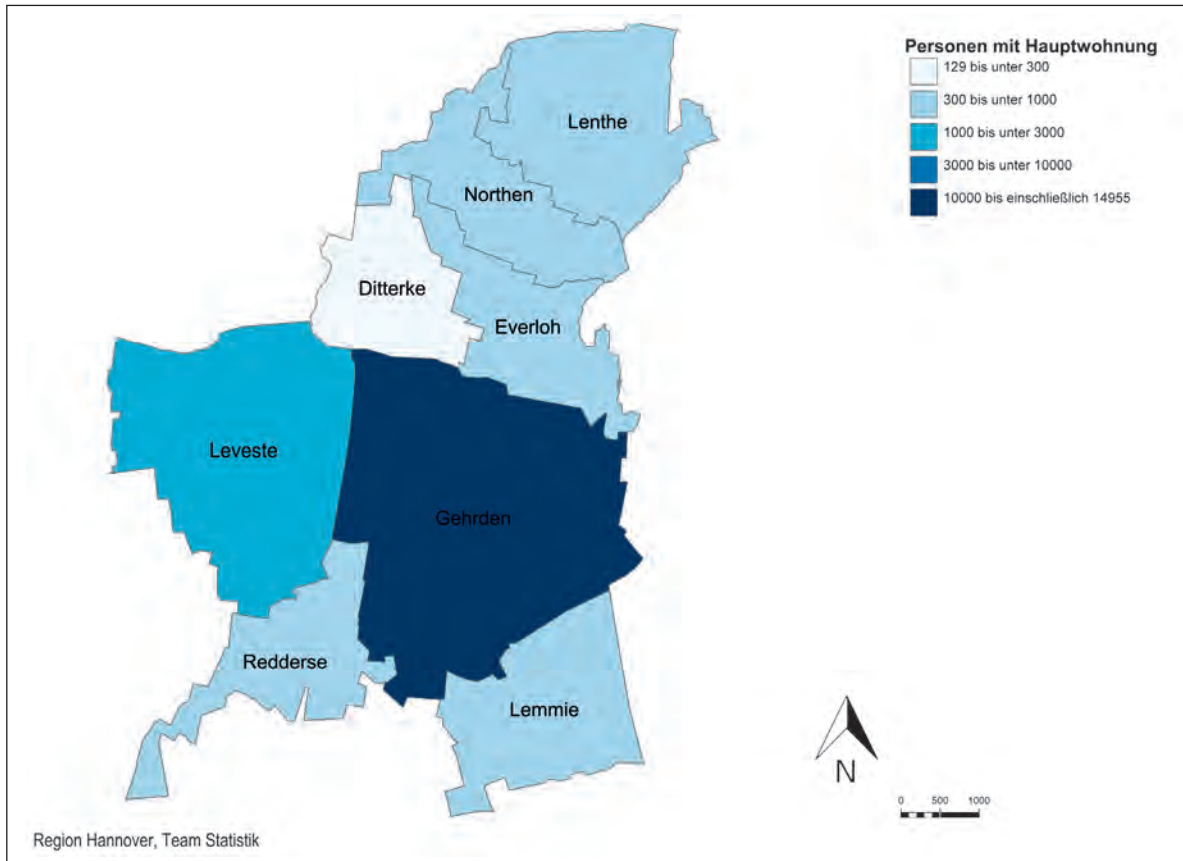 Personen mit Hauptwohnung
129 bis unter 300
300 bis unter 1000
1000 bis unter 3000
3000 bis unter 10000
10000 bis einschließlich 14955
Lenthe
Northen
Ditterke
Everloh
Leveste
Gehrden
Redderse
Lemmie
N
0 500 1000
Region Hannover, Team Statistik